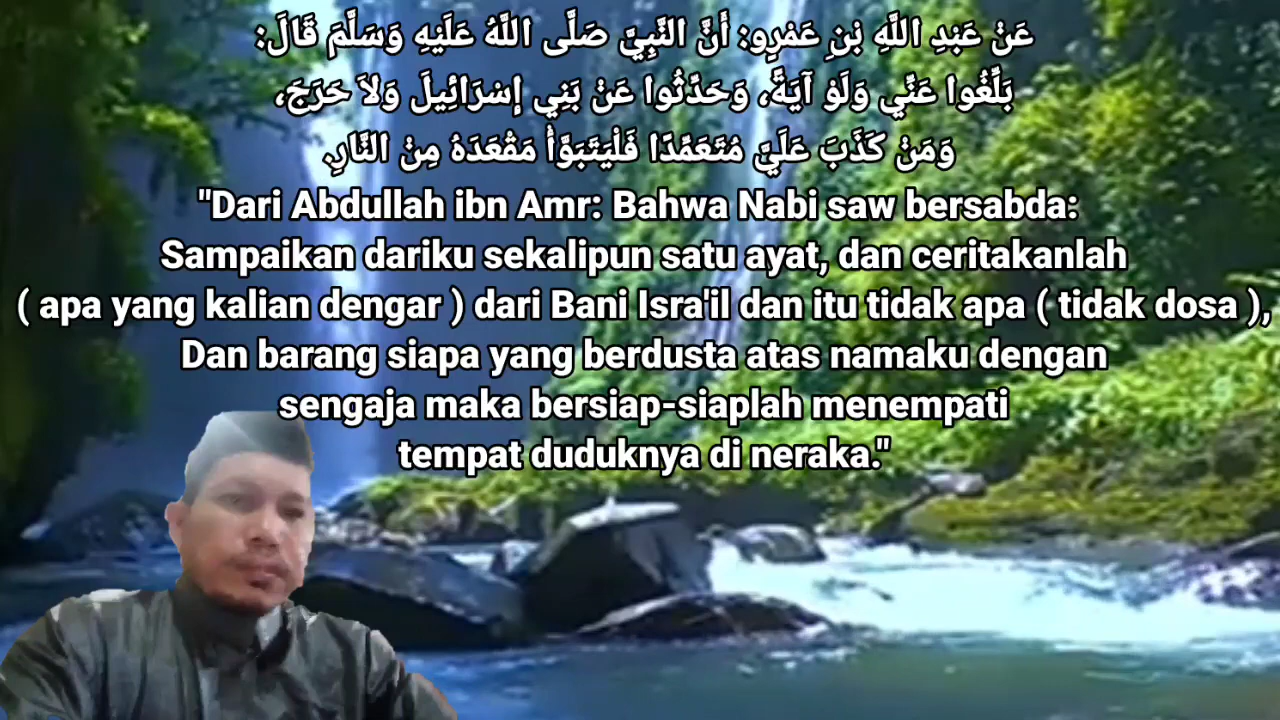 عَنْ عَبْدِ اللَّهِ بْنِ عَمْرٍو: أَنَّ النَّبِيَّ صَلَّى اللَّهُ عَلَيْهِ وَسَلَّمَ قَالَ:
بَلِّغُوا عَنِّي وَلَوْ آيَةً، وَحَدِّثُوا عَنْ بَنِي إسْرَائِيلَ وَلاَ حَرَجَ،
وَمَنْ كَذَبَ عَلَيَّ مُتَعَمِّدًا فَلْيَتَبَوَّأْ مَقْعَدَهُ مِنْ النَّارِ.
"Dari Abdullah ibn Amr: Bahwa Nabi saw bersabda:
Sampaikan dariku sekalipun satu ayat, dan ceritakanlah
( apa yang kalian dengar ) dari Bani Isra'il dan itu tidak apa ( tidak dosa ),
Dan barang siapa yang berdusta atas namaku dengan
sengaja maka bersiap-siaplah menempati
tempat duduknya di neraka."